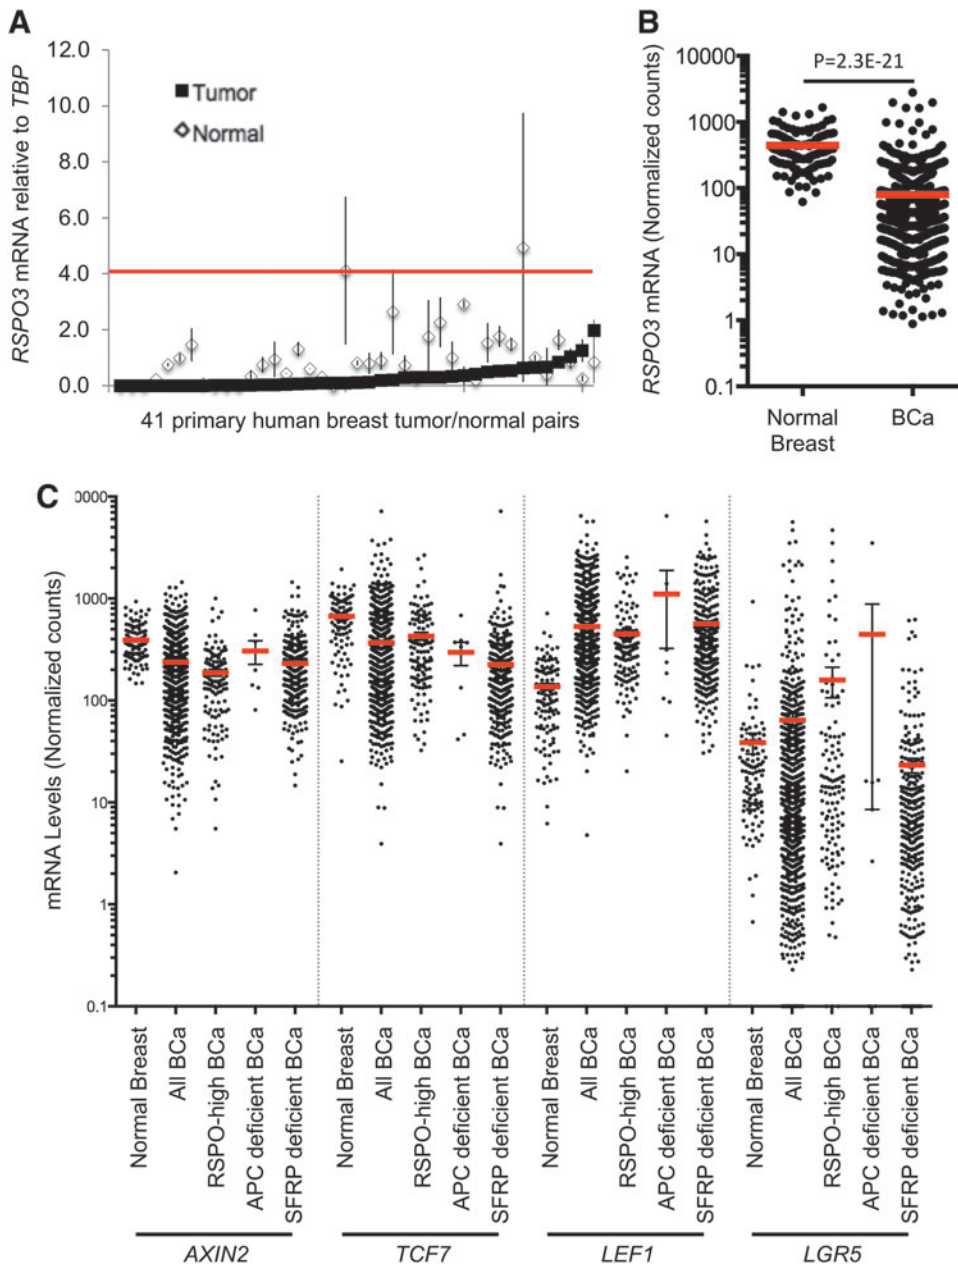 A
RSPO3 mRNA relative to TBP
12.0
10.0
8.0
6.0
4.0
2.0
0.0
Tumor
Normal
41 primary human breast tumor/normal pairs
B
RSPO3 mRNA (Normalized counts)
10000
1000
100
10
1
0.1
P=2.3E-21
Normal
Breast
BCa
C
mRNA Levels (Normalized counts)
0000
1000
100
10
1
0.1
Normal Breast
All BCa
RSPO-high BCa
APC deficient BCa
SFRP deficient BCa
Normal Breast
All BCa
RSPO-high BCa
APC deficient BCa
SFRP deficient BCa
Normal Breast
All BCa
RSPO-high BCa
APC deficient BCa
SFRP deficient BCa
Normal Breast
All BCa
RSPO-high BCa
APC deficient BCa
SFRP deficient BCa
AXIN2
TCF7
LEF1
LGR5